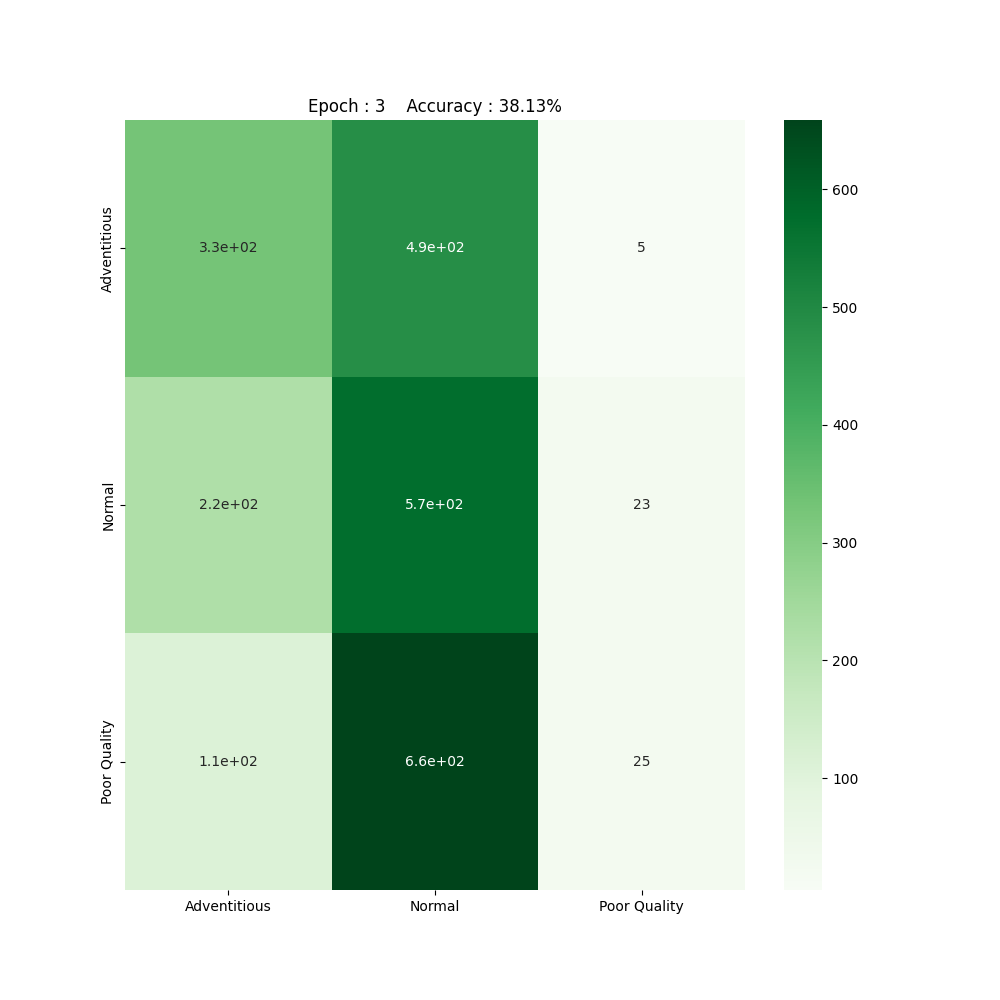 Epoch : 3    Accuracy : 38.13%
Adventitious 3.3e+02 4.9e+02 5
Normal 2.2e+02 5.7e+02 23
Poor Quality 1.1e+02 6.6e+02 25
Adventitious Normal Poor Quality
600
500
400
300
200
100